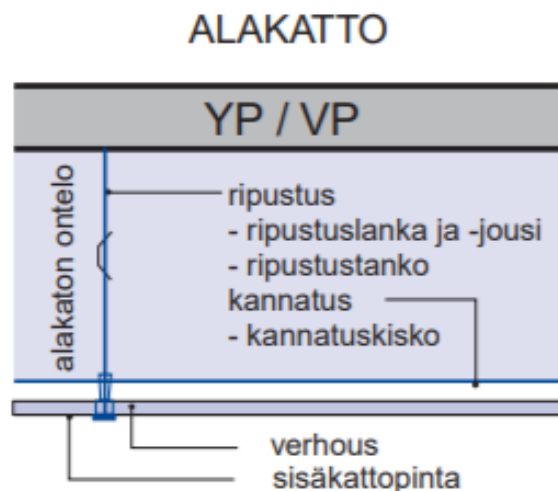 ALAKATTO
YP / VP
alakaton ontelo
ripustus
- ripustuslanka ja -jousi
- ripustustanko
kannatus
- kannatuskisko
verhous
sisäkattopinta